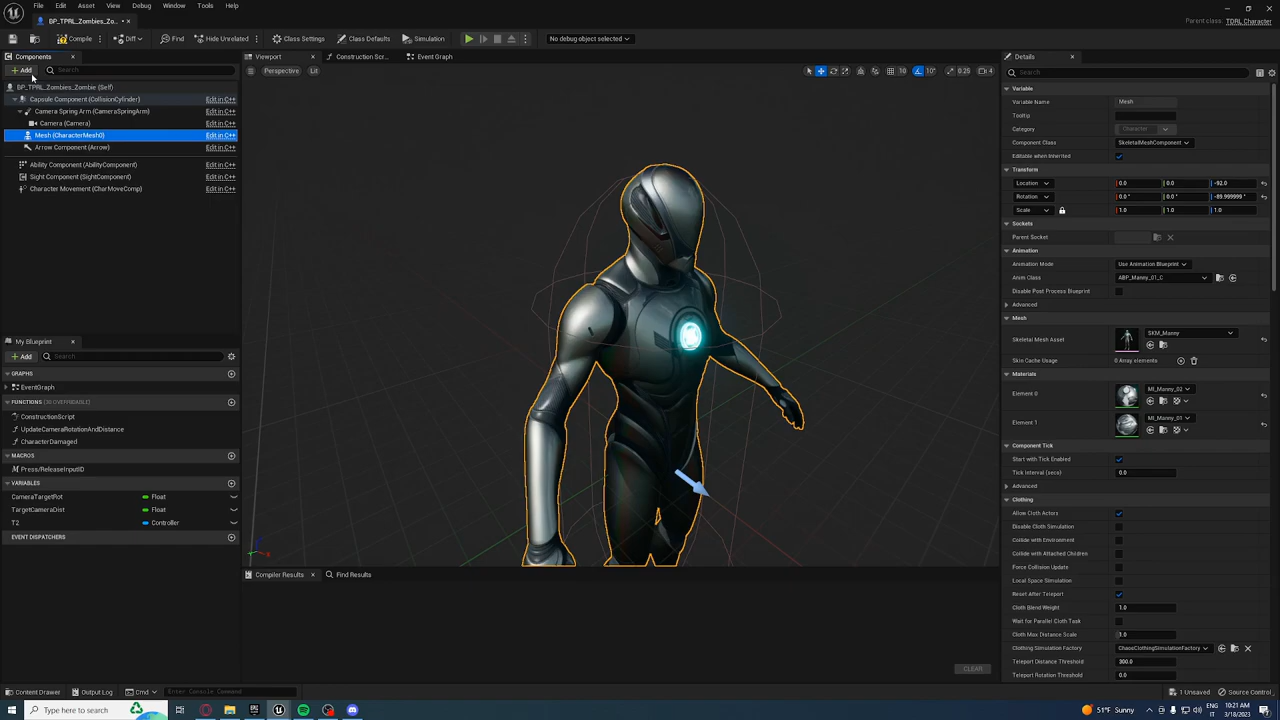 File Edit Asset View Debug Window Tools Help
BP_TPRL_Zombies_Zo...
Parent class: TDRL_Character
Compile Diff Find Hide Unrelated Class Settings Class Defaults Simulation No debug object selected
Components
Add Search
BP_TPRL_Zombies_Zombie (Self)
Capsule Component (CollisionCylinder) Edit in C++
Camera Spring Arm (CameraSpringArm) Edit in C++
Camera (Camera) Edit in C++
Mesh (CharacterMesh0) Edit in C++
Arrow Component (Arrow) Edit in C++
Ability Component (AbilityComponent) Edit in C++
Sight Component (SightComponent) Edit in C++
Character Movement (CharMoveComp) Edit in C++
My Blueprint
Add Search
GRAPHS
EventGraph
FUNCTIONS (30 OVERRIDABLE)
ConstructionScript
UpdateCameraRotationAndDistance
CharacterDamaged
MACROS
Press/ReleaseInputID
VARIABLES
CameraTargetRot Float
TargetCameraDist Float
T2 Controller
EVENT DISPATCHERS
Viewport Construction Scr... Event Graph
Perspective Lit
10 10° 0.25 4
Compiler Results Find Results
CLEAR
Details
Search
Variable
Variable Name Mesh
Tooltip
Category Character
Component Class SkeletalMeshComponent
Editable when Inherited
Transform
Location 0.0 0.0 -92.0
Rotation 0.0 ° 0.0 ° -89.999999 °
Scale 1.0 1.0 1.0
Sockets
Parent Socket
Animation
Animation Mode Use Animation Blueprint
Anim Class ABP_Manny_01_C
Disable Post Process Blueprint
Advanced
Mesh
Skeletal Mesh Asset SKM_Manny
Skin Cache Usage 0 Array elements
Materials
Element 0 MI_Manny_02
Element 1 MI_Manny_01
Component Tick
Start with Tick Enabled
Tick Interval (secs) 0.0
Advanced
Clothing
Allow Cloth Actors
Disable Cloth Simulation
Collide with Environment
Collide with Attached Children
Force Collision Update
Local Space Simulation
Reset After Teleport
Cloth Blend Weight 1.0
Wait for Parallel Cloth Task
Cloth Max Distance Scale 1.0
Clothing Simulation Factory ChaosClothingSimulationFactory
Teleport Distance Threshold 300.0
Teleport Rotation Threshold 0.0
Content Drawer Output Log Cmd Enter Console Command
1 Unsaved Source Control
Type here to search
51°F Sunny
IT
10:21 AM
3/18/2023